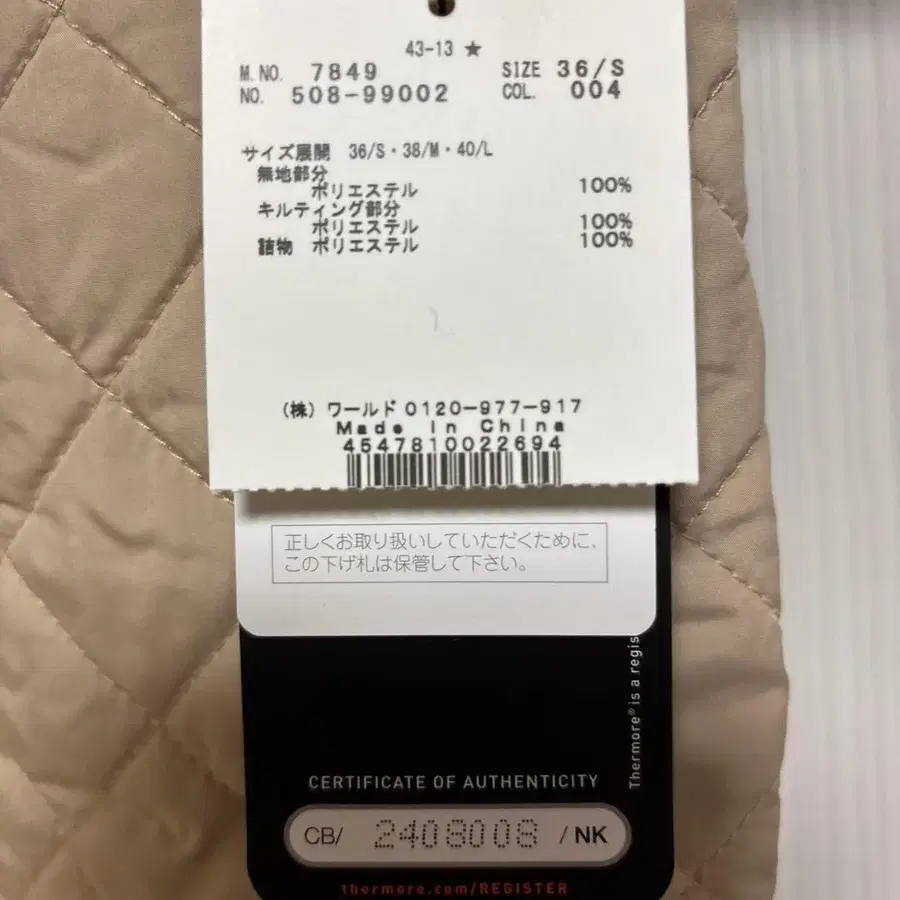 43-13 ★
M.NO. 7849 SIZE 36/S
NO. 508-99002 COL. 004
サイズ展開 36/S・38/M・40/L
無地部分
ポリエステル 100%
キルティング部分
ポリエステル 100%
詰物 ポリエステル 100%
(株) ワールド 0120-977-917
Made in China
4547810022694
正しくお取り扱いしていただくために、
この下げ札は保管して下さい。
Thermore® is a regis
CERTIFICATE OF AUTHENTICITY
CB/ 2408008 /NK
thermore.com/REGISTER